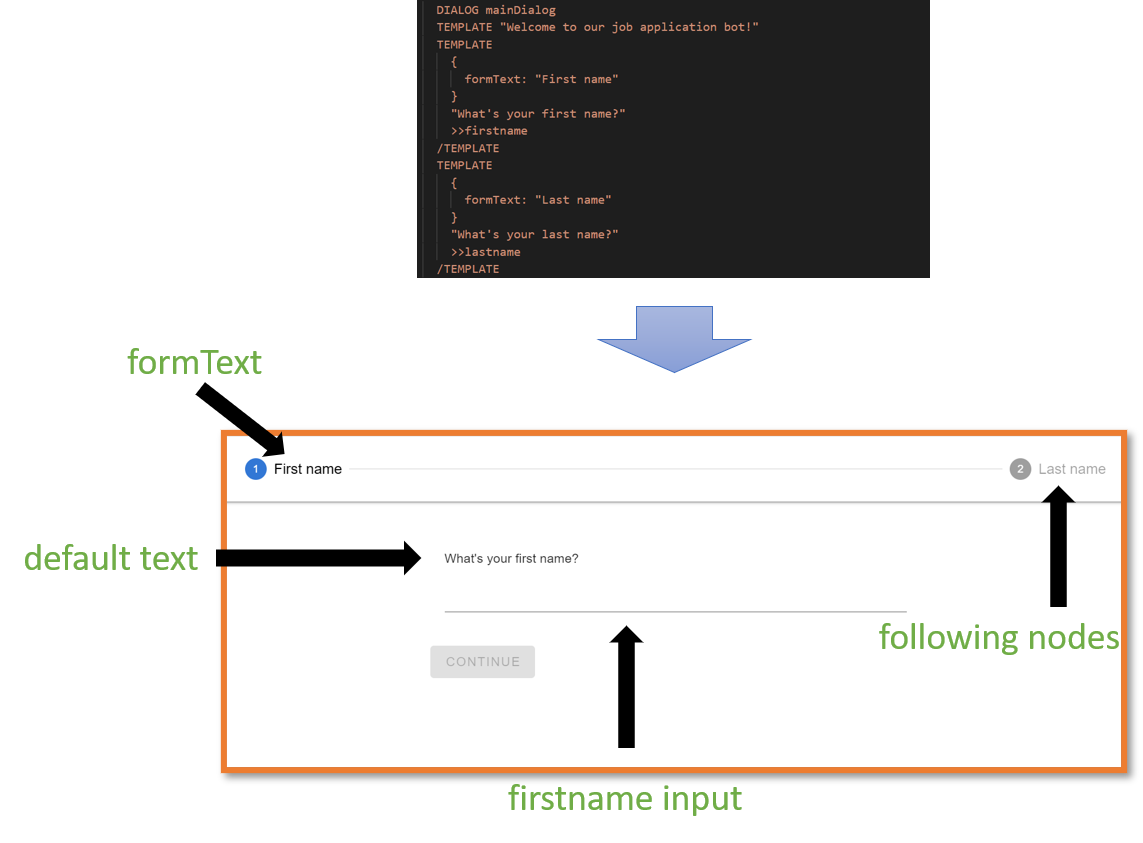 DIALOG mainDialog
TEMPLATE "Welcome to our job application bot!"
TEMPLATE
{
formText: "First name"
}
"What's your first name?"
>>firstname
/TEMPLATE
TEMPLATE
{
formText: "Last name"
}
"What's your last name?"
>>lastname
/TEMPLATE
formText
1 First name
2 Last name
default text
What's your first name?
following nodes
CONTINUE
firstname input